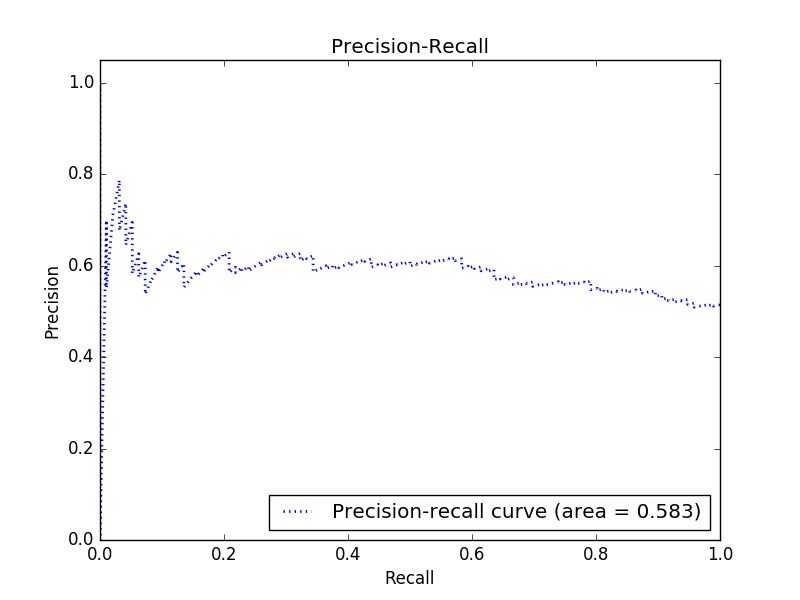 Precision-Recall
1.0
0.8
0.6
0.4
0.2
0.0
Precision
0.0 0.2 0.4 0.6 0.8 1.0
Recall
Precision-recall curve (area = 0.583)